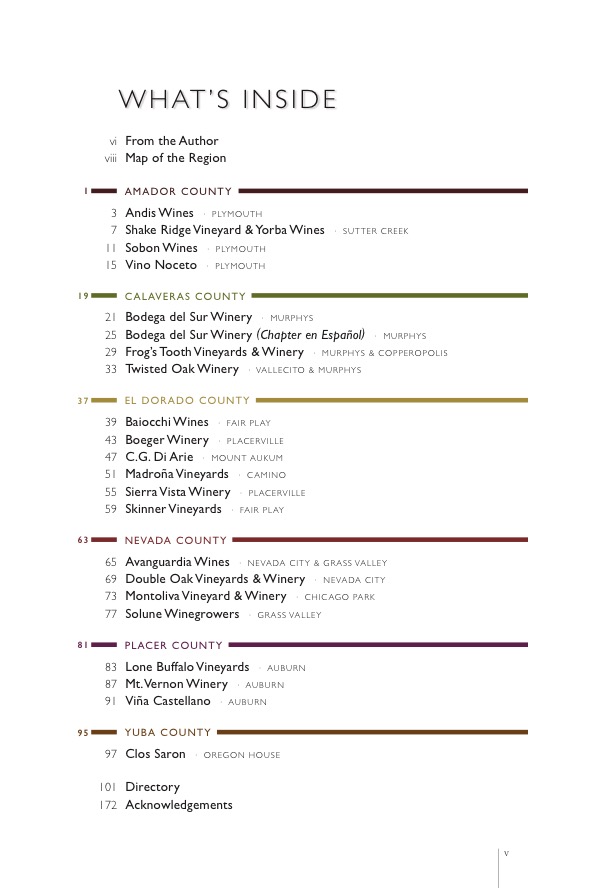 WHAT'S INSIDE
vi From the Author
viii Map of the Region
1 AMADOR COUNTY
3 Andis Wines · PLYMOUTH
7 Shake Ridge Vineyard & Yorba Wines · SUTTER CREEK
11 Sobon Wines · PLYMOUTH
15 Vino Noceto · PLYMOUTH
19 CALAVERAS COUNTY
21 Bodega del Sur Winery · MURPHYS
25 Bodega del Sur Winery (Chapter en Español) · MURPHYS
29 Frog's Tooth Vineyards & Winery · MURPHYS & COPPEROPOLIS
33 Twisted Oak Winery · VALLECITO & MURPHYS
37 EL DORADO COUNTY
39 Baiocchi Wines · FAIR PLAY
43 Boeger Winery · PLACERVILLE
47 C.G. Di Arie · MOUNT AUKUM
51 Madroña Vineyards · CAMINO
55 Sierra Vista Winery · PLACERVILLE
59 Skinner Vineyards · FAIR PLAY
63 NEVADA COUNTY
65 Avanguardia Wines · NEVADA CITY & GRASS VALLEY
69 Double Oak Vineyards & Winery · NEVADA CITY
73 Montoliva Vineyard & Winery · CHICAGO PARK
77 Solune Winegrowers · GRASS VALLEY
81 PLACER COUNTY
83 Lone Buffalo Vineyards · AUBURN
87 Mt. Vernon Winery · AUBURN
91 Viña Castellano · AUBURN
95 YUBA COUNTY
97 Clos Saron · OREGON HOUSE
101 Directory
172 Acknowledgements
v